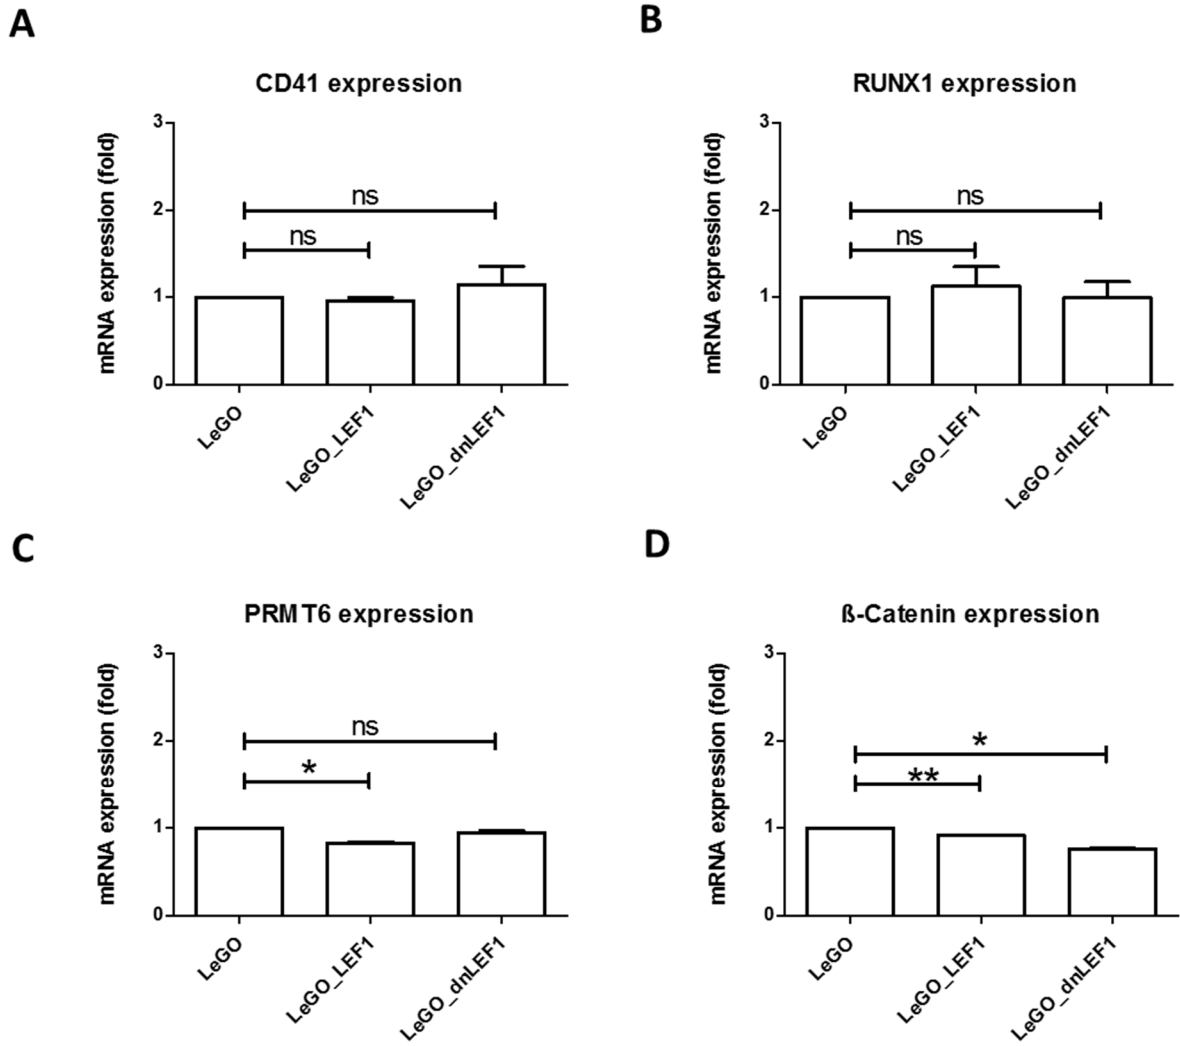 A
CD41 expression
mRNA expression (fold)
3
2
1
0
ns
ns
LeGO
LeGO_LEF1
LeGO_dnLEF1
B
RUNX1 expression
mRNA expression (fold)
3
2
1
0
ns
ns
LeGO
LeGO_LEF1
LeGO_dnLEF1
C
PRMT6 expression
mRNA expression (fold)
3
2
1
0
ns
*
LeGO
LeGO_LEF1
LeGO_dnLEF1
D
ß-Catenin expression
mRNA expression (fold)
3
2
1
0
*
**
LeGO
LeGO_LEF1
LeGO_dnLEF1